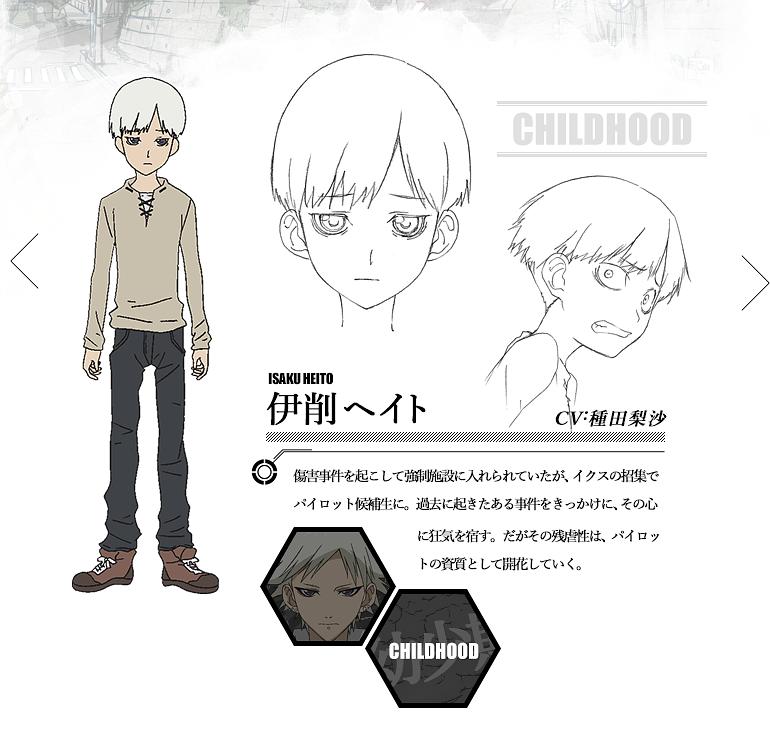 CHILDHOOD
ISAKU HEITO
伊削 ヘイト
CV:種田梨沙
傷害事件を起こして強制施設に入れられていたが、イクスの招集で
パイロット候補生に。過去に起きたある事件をきっかけに、その心
に狂気を宿す。だがその残虐性は、パイロッ
トの資質として開花していく。
幼少期
CHILDHOOD